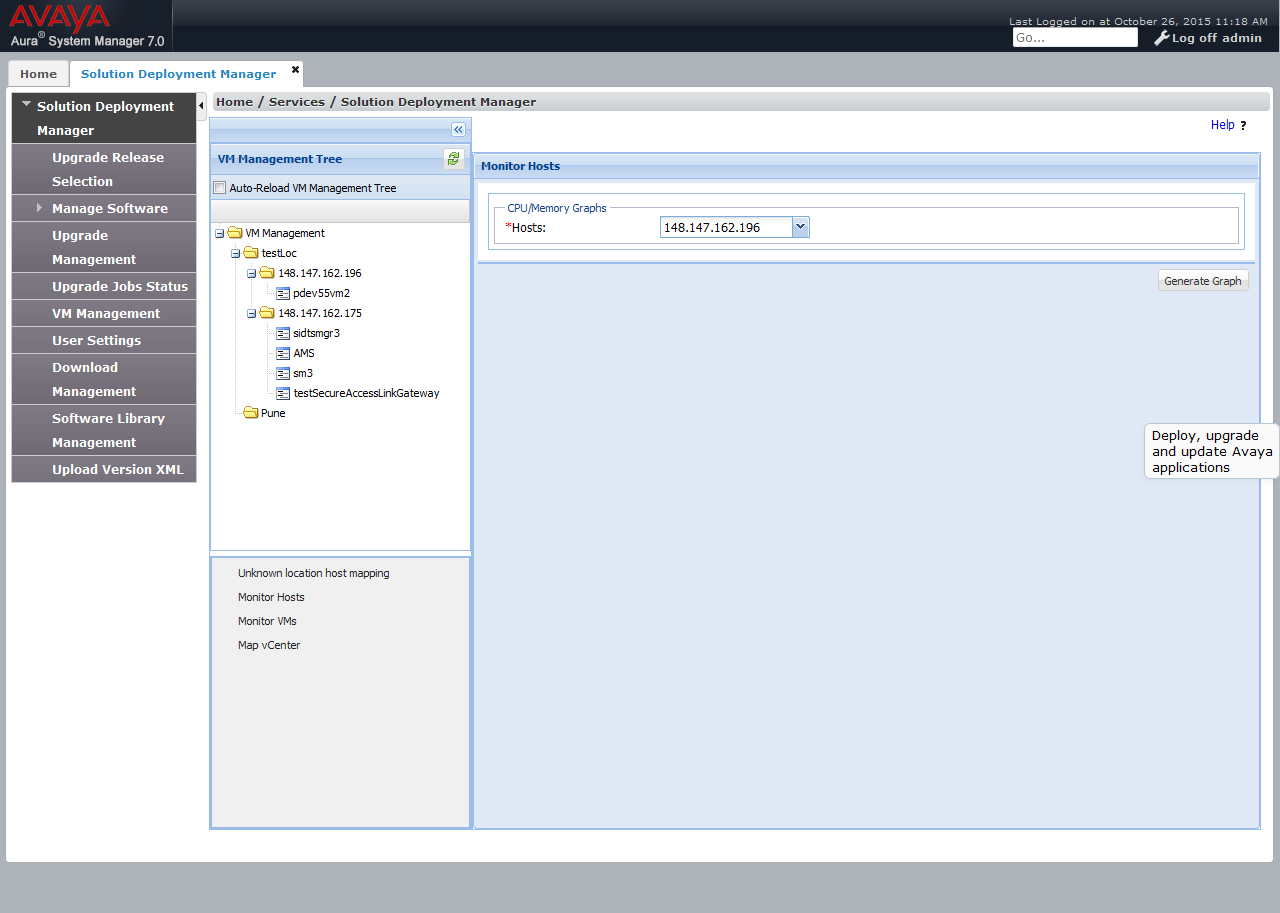 AVAYA
Aura® System Manager 7.0
Last Logged on at October 26, 2015 11:18 AM
Go...
Log off admin
Home
Solution Deployment Manager
Solution Deployment
Manager
Upgrade Release
Selection
Manage Software
Upgrade
Management
Upgrade Jobs Status
VM Management
User Settings
Download
Management
Software Library
Management
Upload Version XML
Home / Services / Solution Deployment Manager
Help ?
VM Management Tree
Auto-Reload VM Management Tree
VM Management
testLoc
148.147.162.196
pdev55vm2
148.147.162.175
sidtsmgr3
AMS
sm3
testSecureAccessLinkGateway
Pune
Unknown location host mapping
Monitor Hosts
Monitor VMs
Map vCenter
Monitor Hosts
CPU/Memory Graphs
*Hosts: 148.147.162.196
Generate Graph
Deploy, upgrade
and update Avaya
applications